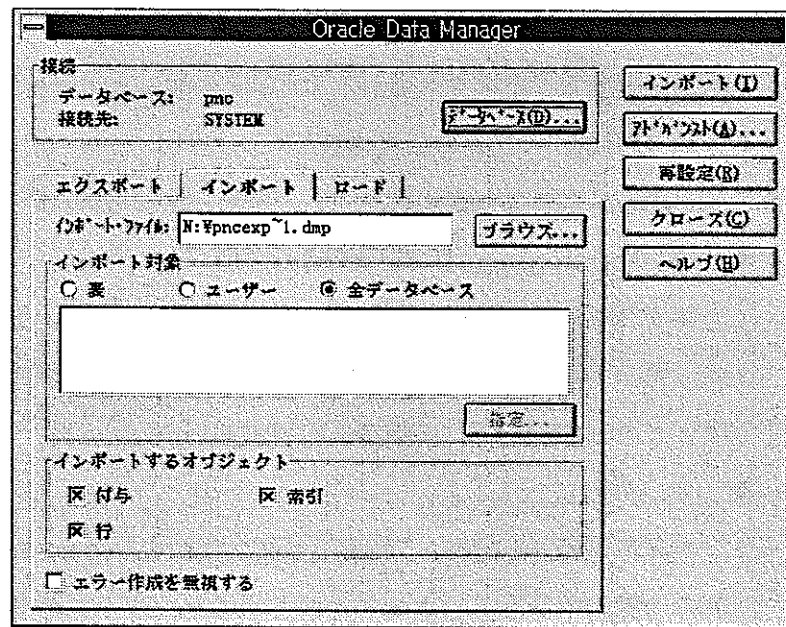 Oracle Data Manager
接続
データベース: pmc
接続先: SYSTEM
ﾃﾞｰﾀﾍﾞｰｽ(D)...
インポート(I)
ｱﾄﾞﾊﾞﾝｽﾄ(A)...
再設定(R)
クローズ(C)
ヘルプ(H)
エクスポート インポート ロード
ｲﾝﾎﾟｰﾄ･ﾌｧｲﾙ: N:¥pncexp~1.dmp ブラウズ...
インポート対象
表 ユーザー 全データベース
指定...
インポートするオブジェクト
付与 索引
行
エラー作成を無視する